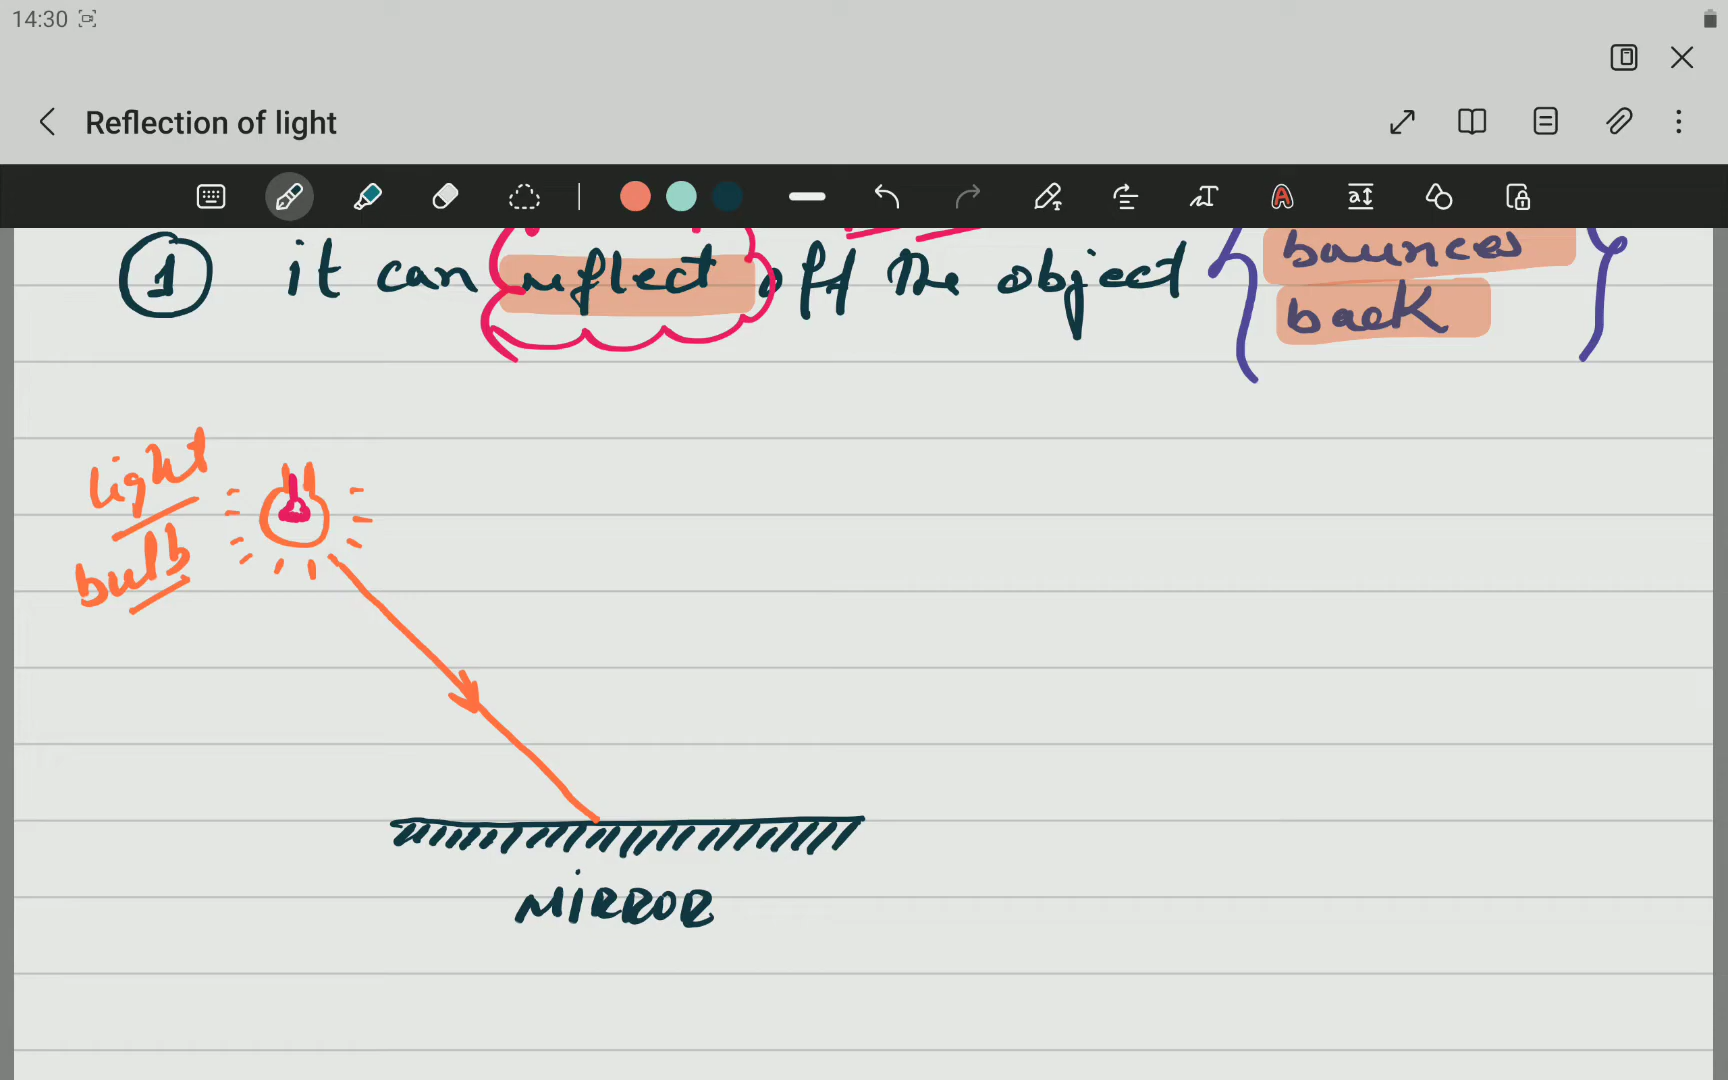 14:30
Reflection of light
① it can reflect off the object { bounces
back }
light
bulb
MIRROR